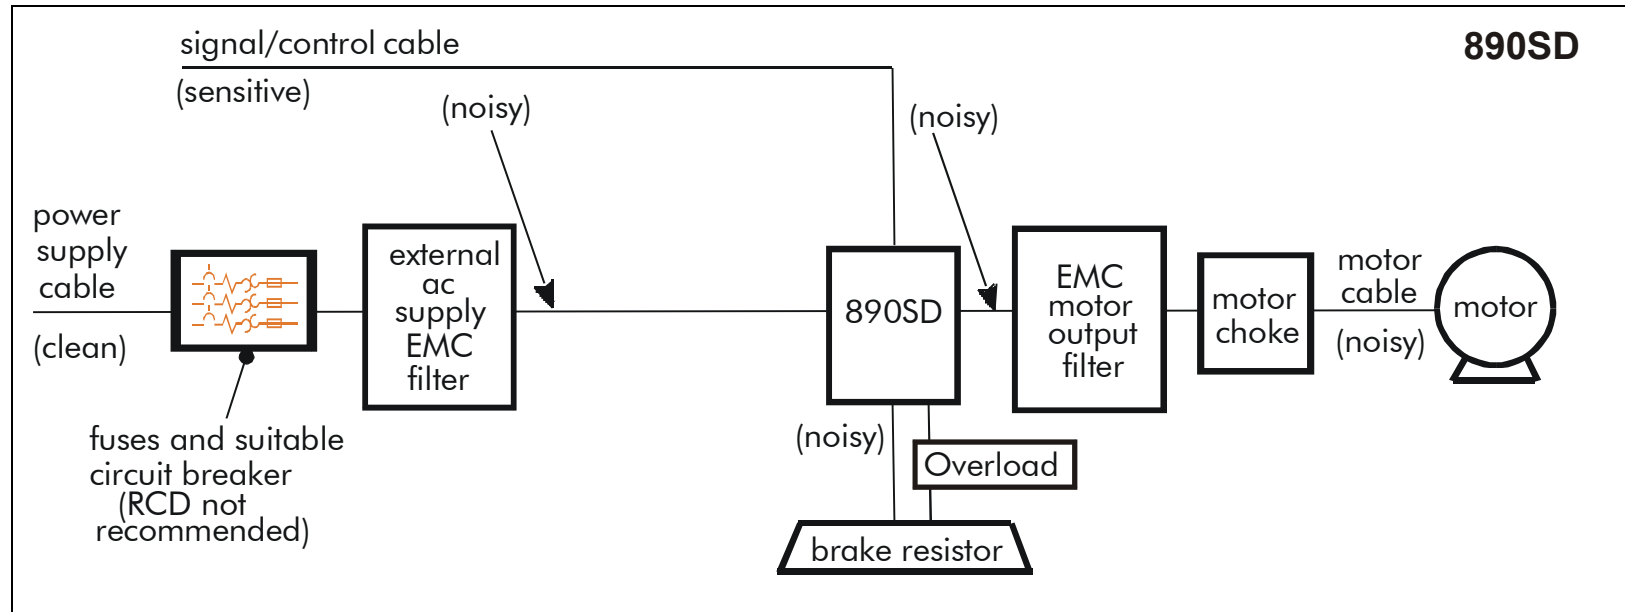 signal/control cable
890SD
(sensitive)
(noisy)
(noisy)
power
supply
cable
(clean)
external
ac
supply
EMC
filter
890SD
EMC
motor
output
filter
motor
choke
motor
cable
(noisy)
motor
fuses and suitable
circuit breaker
(RCD not
recommended)
(noisy)
Overload
brake resistor